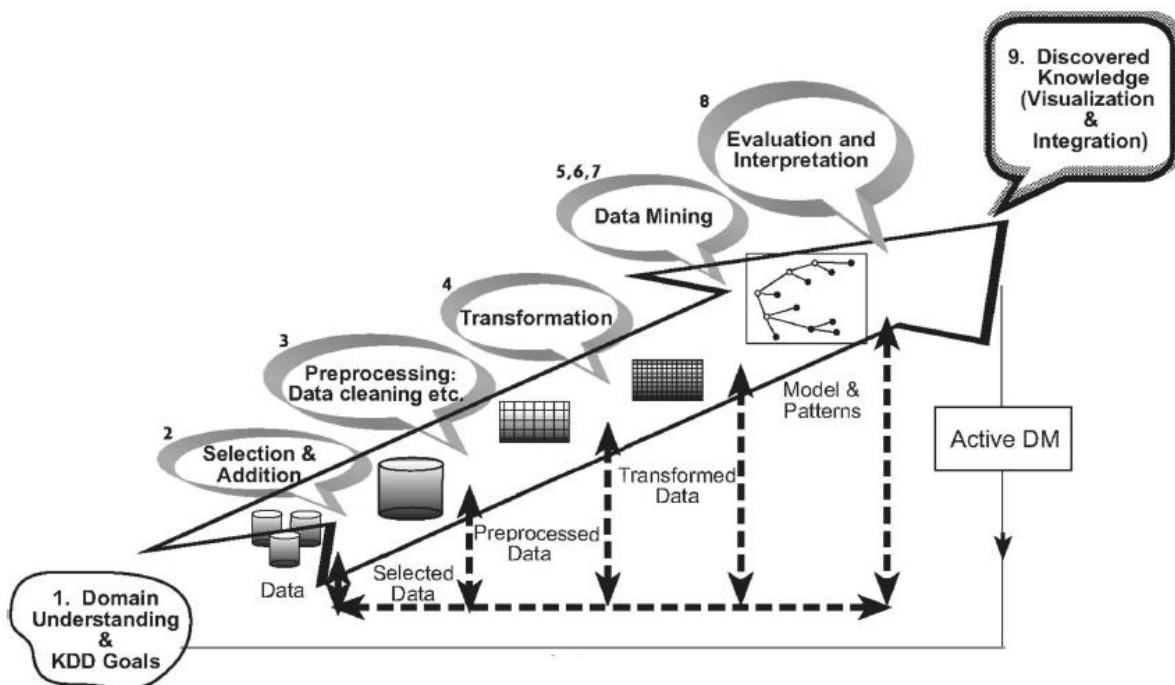 9. Discovered
Knowledge
(Visualization
&
Integration)
8
Evaluation and
Interpretation
5,6,7
Data Mining
4
Transformation
3
Preprocessing:
Data cleaning etc.
2
Selection &
Addition
Model &
Patterns
Active DM
Transformed
Data
Preprocessed
Data
Selected
Data
Data
1. Domain
Understanding
&
KDD Goals